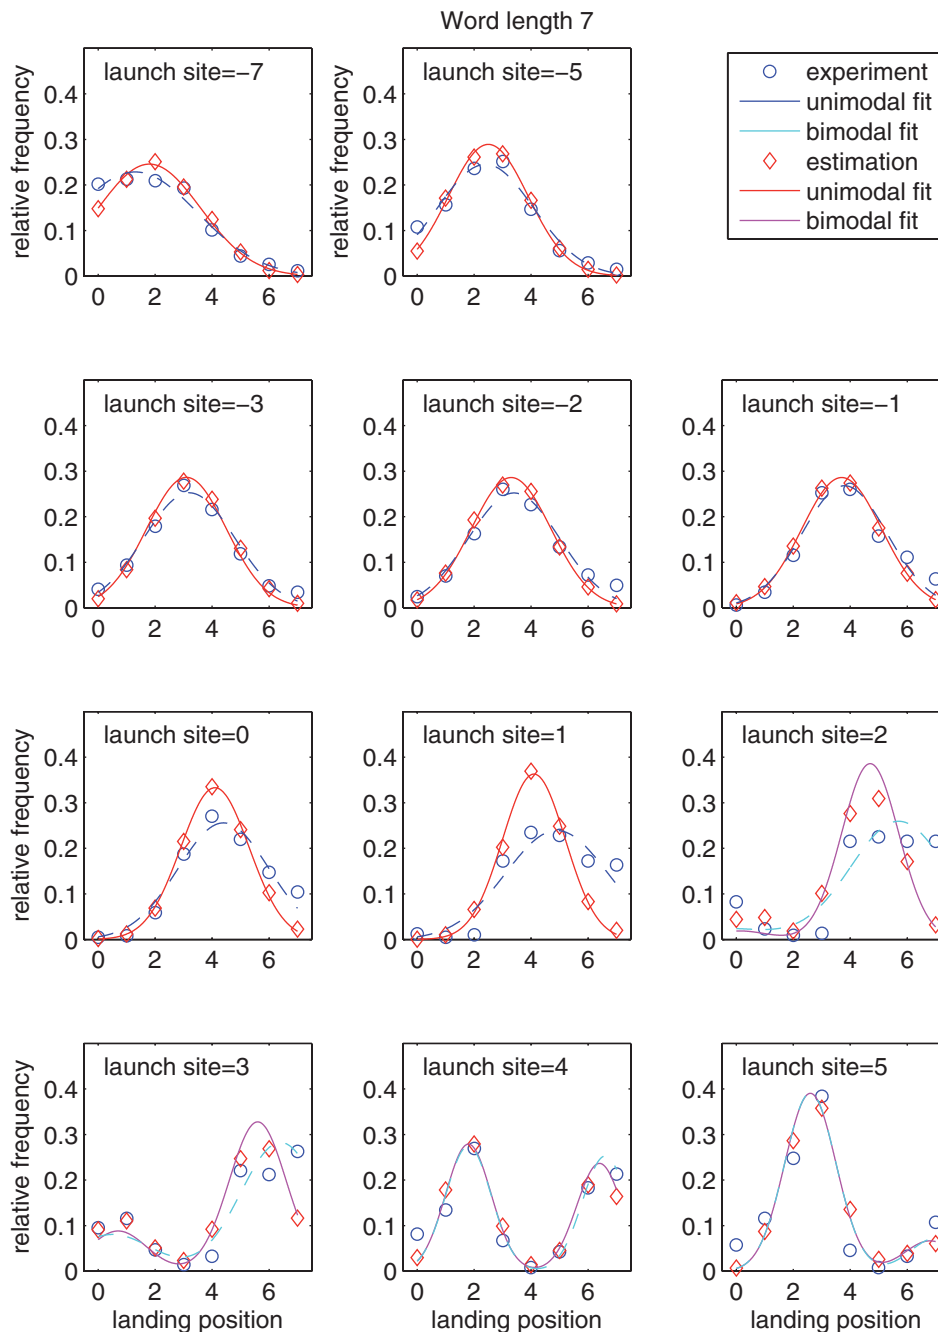 Word length 7
launch site=−7
relative frequency
0.4
0.3
0.2
0.1
0
0 2 4 6
launch site=−5
relative frequency
0.4
0.3
0.2
0.1
0
0 2 4 6
experiment
unimodal fit
bimodal fit
estimation
unimodal fit
bimodal fit
launch site=−3
0.4
0.3
0.2
0.1
0
0 2 4 6
launch site=−2
0.4
0.3
0.2
0.1
0
0 2 4 6
launch site=−1
0.4
0.3
0.2
0.1
0
0 2 4 6
launch site=0
relative frequency
0.4
0.3
0.2
0.1
0
0 2 4 6
launch site=1
0.4
0.3
0.2
0.1
0
0 2 4 6
launch site=2
0.4
0.3
0.2
0.1
0
0 2 4 6
launch site=3
relative frequency
0.4
0.3
0.2
0.1
0
0 2 4 6
landing position
launch site=4
0.4
0.3
0.2
0.1
0
0 2 4 6
landing position
launch site=5
0.4
0.3
0.2
0.1
0
0 2 4 6
landing position